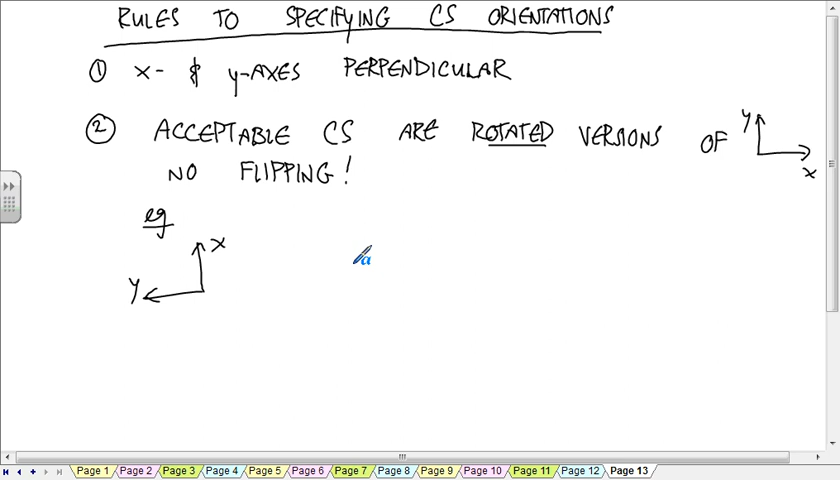 RULES TO SPECIFYING CS ORIENTATIONS
① x- & y-AXES PERPENDICULAR
② ACCEPTABLE CS ARE ROTATED VERSIONS OF
y
x
NO FLIPPING!
eg
x
y
a
Page 1 Page 2 Page 3 Page 4 Page 5 Page 6 Page 7 Page 8 Page 9 Page 10 Page 11 Page 12 Page 13